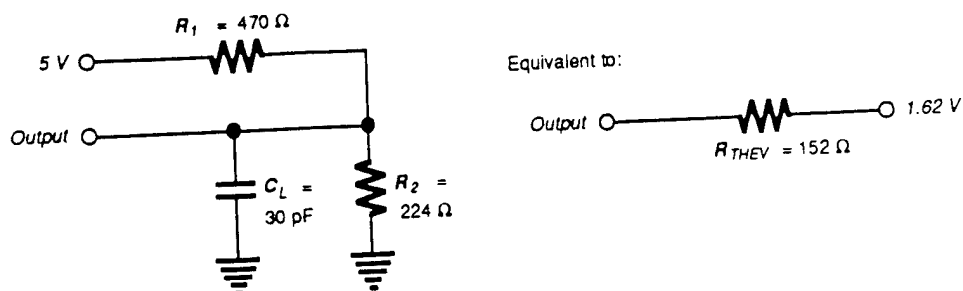 R1 = 470 Ω
5 V
Output
CL =
30 pF
R2 =
224 Ω
Equivalent to:
Output
1.62 V
RTHEV = 152 Ω